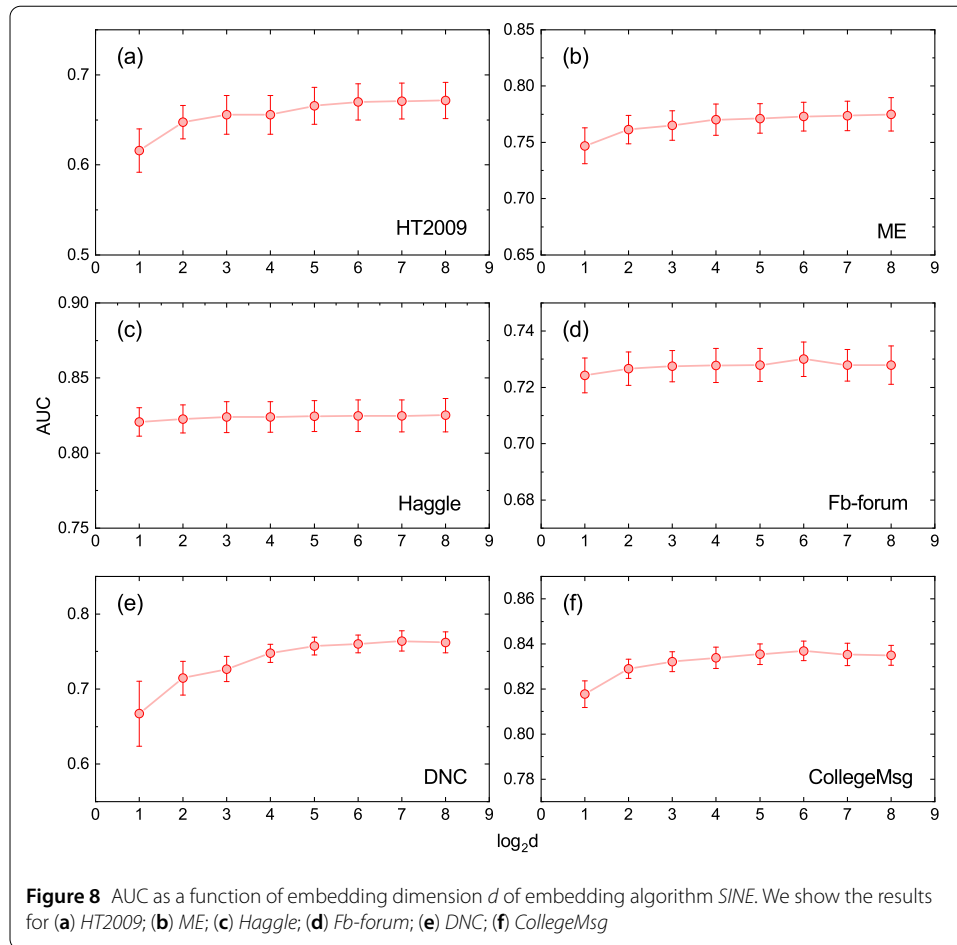 (a)
0.7
0.6
0.5
HT2009
0 1 2 3 4 5 6 7 8 9
(b)
0.85
0.80
0.75
0.70
0.65
ME
0 1 2 3 4 5 6 7 8 9
(c)
0.90
0.85
0.80
0.75
AUC
Haggle
0 1 2 3 4 5 6 7 8 9
(d)
0.74
0.72
0.70
0.68
Fb-forum
0 1 2 3 4 5 6 7 8 9
(e)
0.8
0.7
0.6
DNC
0 1 2 3 4 5 6 7 8 9
(f)
0.86
0.84
0.82
0.80
0.78
CollegeMsg
0 1 2 3 4 5 6 7 8 9
log₂d
Figure 8 AUC as a function of embedding dimension d of embedding algorithm SINE. We show the results
for (a) HT2009; (b) ME; (c) Haggle; (d) Fb-forum; (e) DNC; (f) CollegeMsg